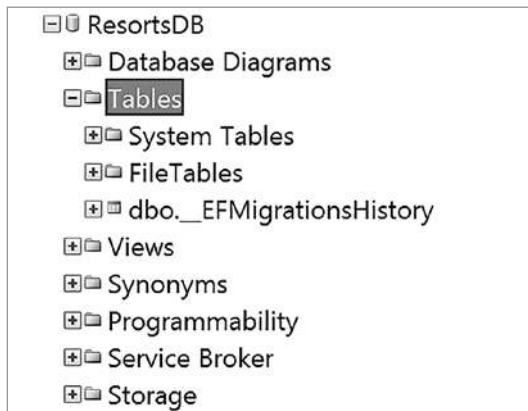 ResortsDB
Database Diagrams
Tables
System Tables
FileTables
dbo.__EFMigrationsHistory
Views
Synonyms
Programmability
Service Broker
Storage